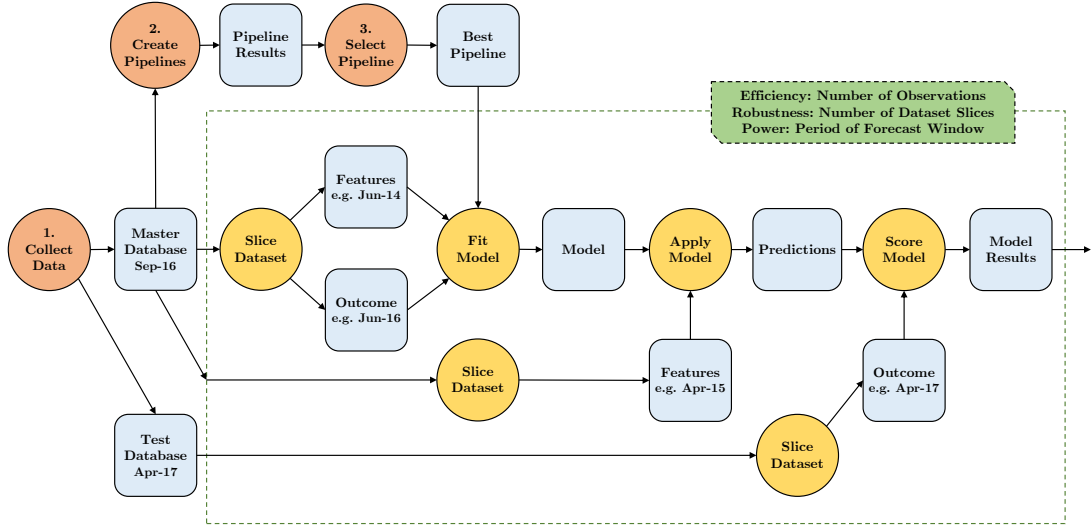 2.
Create
Pipelines
Pipeline
Results
3.
Select
Pipeline
Best
Pipeline
Efficiency: Number of Observations
Robustness: Number of Dataset Slices
Power: Period of Forecast Window
Features
e.g. Jun-14
1.
Collect
Data
Master
Database
Sep-16
Slice
Dataset
Fit
Model
Model
Apply
Model
Predictions
Score
Model
Model
Results
Outcome
e.g. Jun-16
Slice
Dataset
Features
e.g. Apr-15
Outcome
e.g. Apr-17
Test
Database
Apr-17
Slice
Dataset